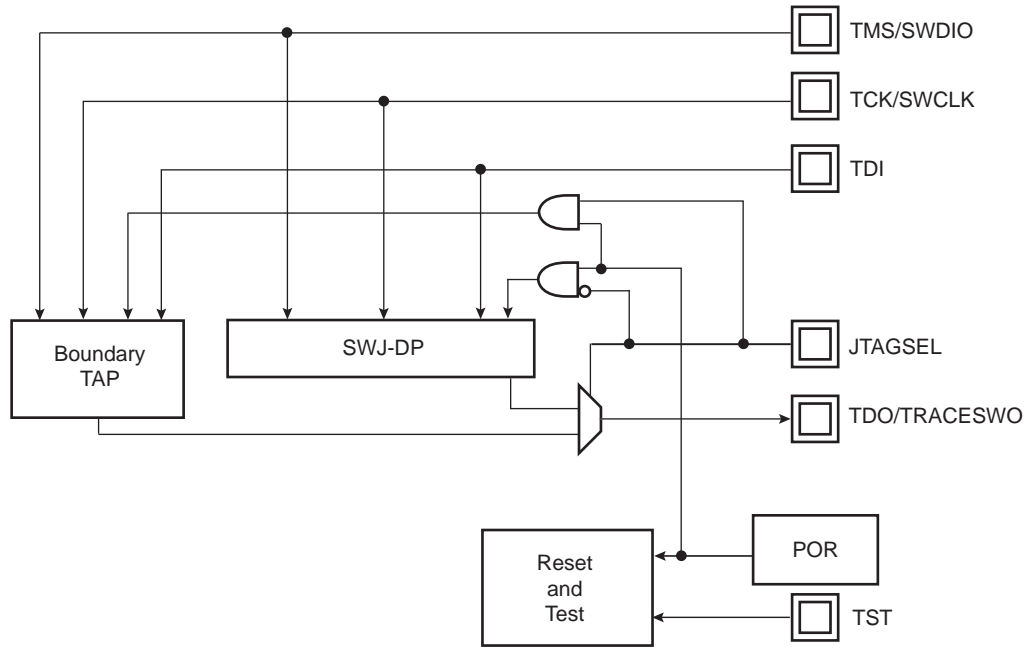 TMS/SWDIO
TCK/SWCLK
TDI
Boundary
TAP
SWJ-DP
JTAGSEL
TDO/TRACESWO
Reset
and
Test
POR
TST